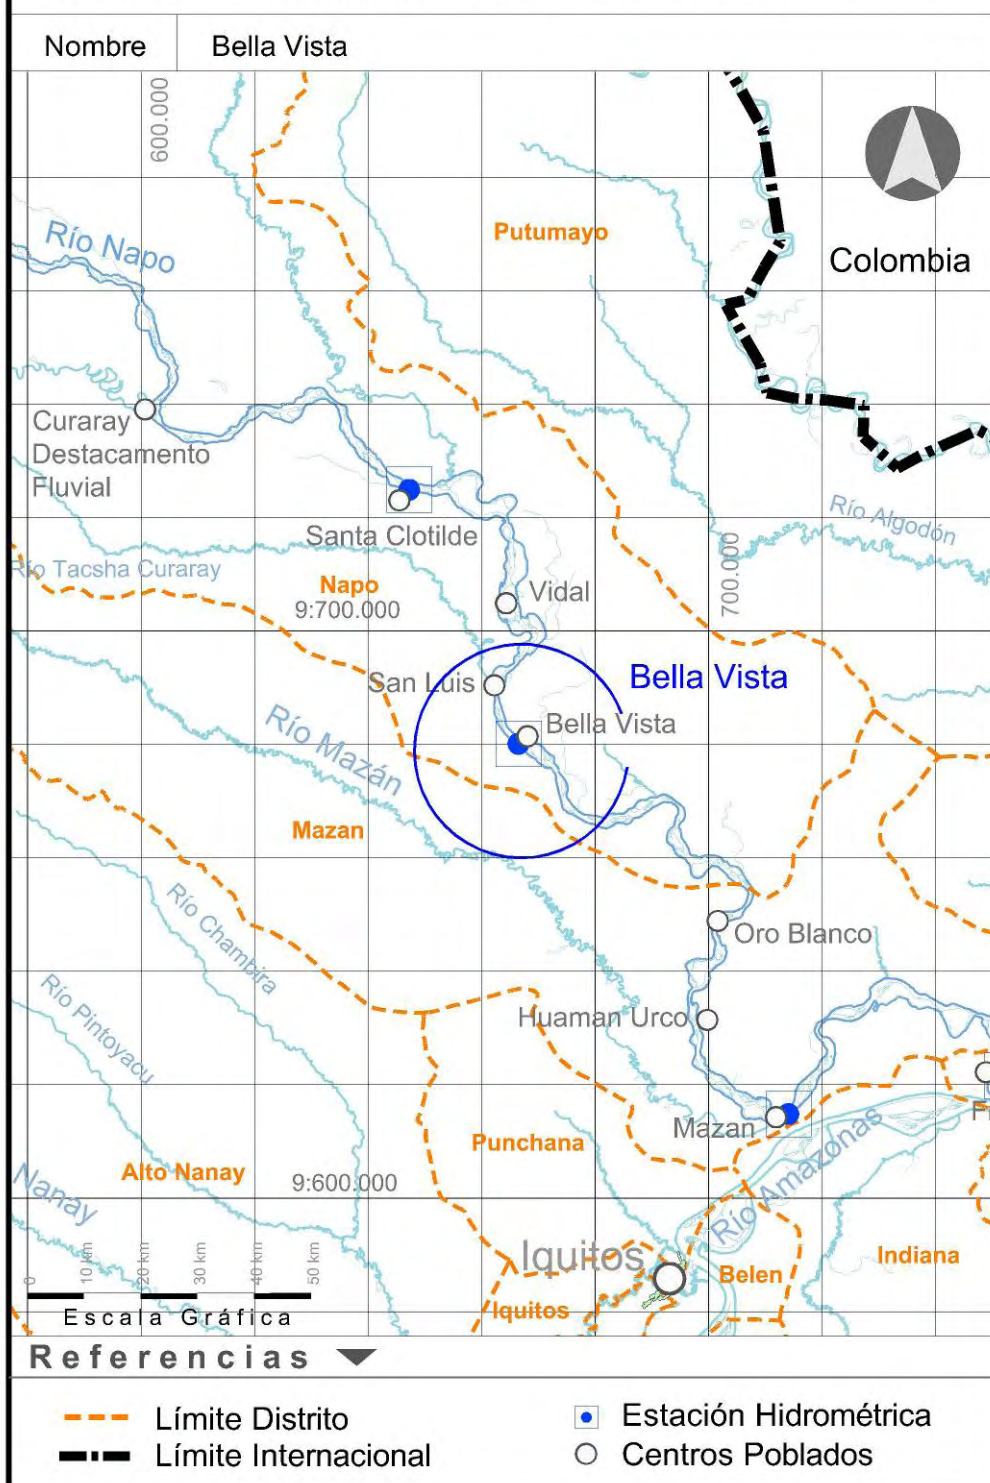 Nombre
Bella Vista
600.000
Río Napo
Putumayo
Colombia
Curaray
Destacamento
Fluvial
Santa Clotilde
Río Algodón
Río Tacsha Curaray
Napo
9:700.000
700.000
Vidal
San Luis
Bella Vista
Bella Vista
Río Mazán
Mazan
Río Chambira
Oro Blanco
Río Pintoyacu
Huaman Urco
Mazan
Punchana
Río Amazonas
Alto Nanay
9:600.000
Nanay
Iquitos
Belen
Indiana
Iquitos
0
10 km
20 km
30 km
40 km
50 km
Escala Gráfica
Referencias
Límite Distrito
Límite Internacional
Estación Hidrométrica
Centros Poblados